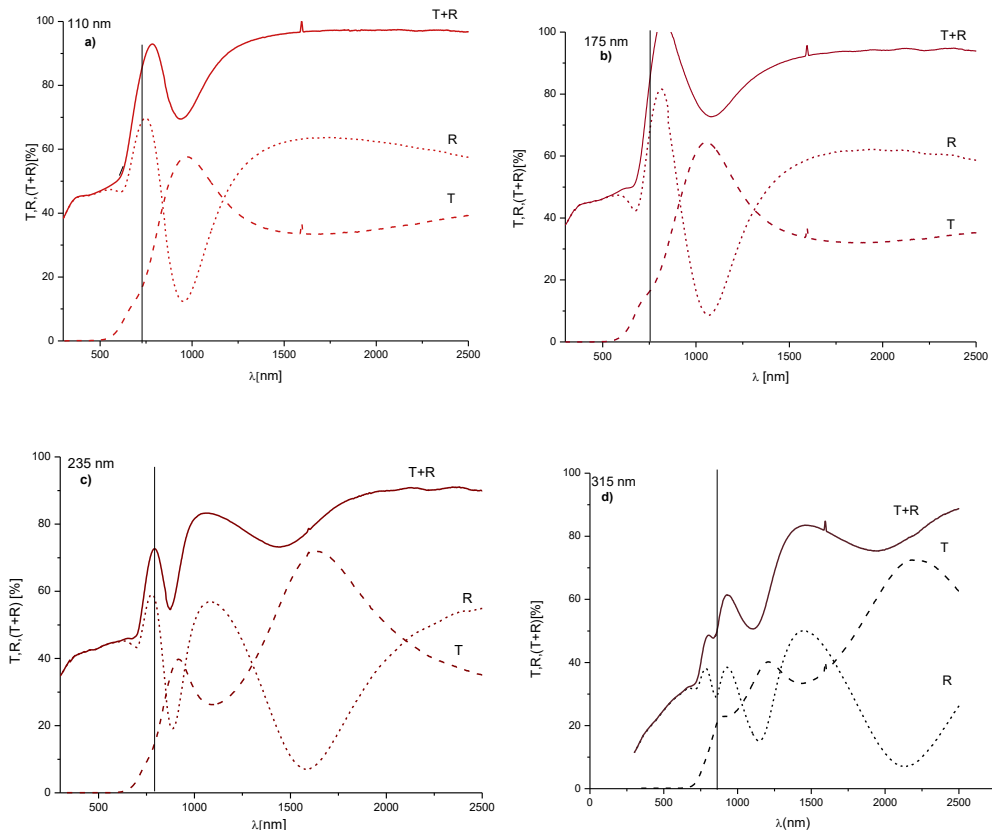 110 nm
a)
T+R
R
T
T,R,(T+R)[%]
100
80
60
40
20
0
500
1000
1500
2000
2500
λ[nm]
175 nm
b)
T+R
R
T
T,R,(T+R)[%]
100
80
60
40
20
0
500
1000
1500
2000
2500
λ [nm]
235 nm
c)
T+R
R
T
T,R,(T+R) [%]
100
80
60
40
20
0
500
1000
1500
2000
2500
λ[nm]
315 nm
d)
T+R
T
R
T,R,(T+R)[%]
100
80
60
40
20
0
0
500
1000
1500
2000
2500
λ(nm)